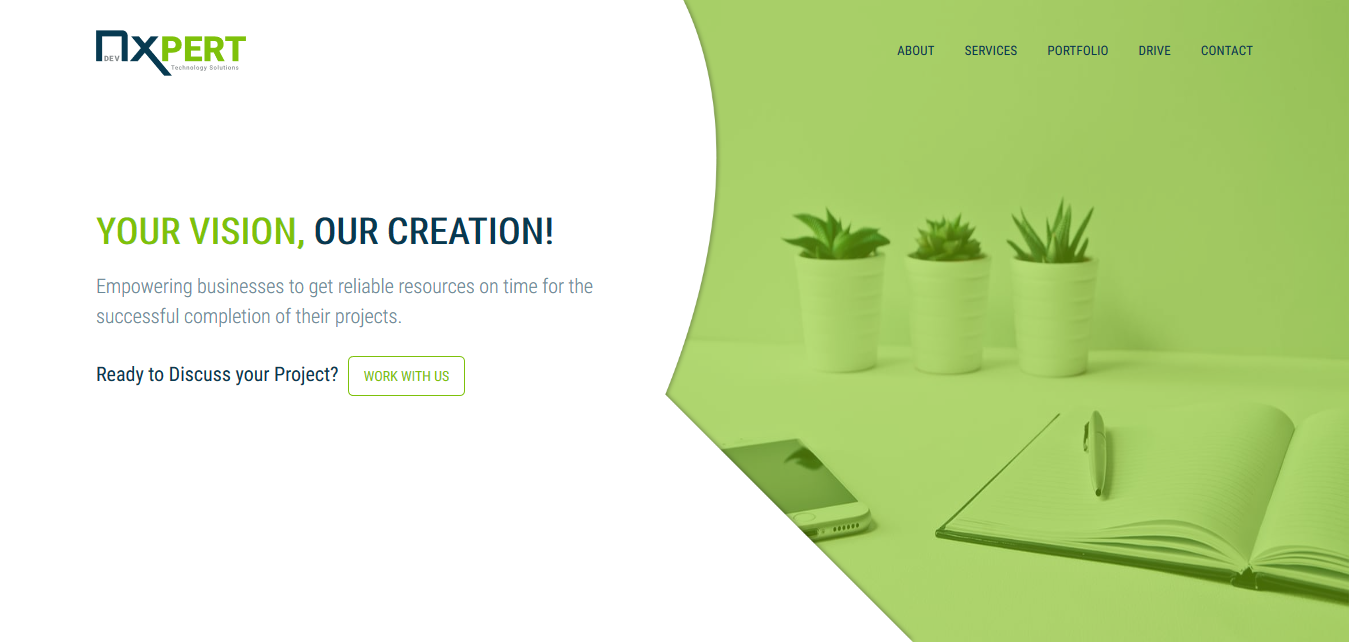 DEV nXPERT
Technology Solutions
ABOUT SERVICES PORTFOLIO DRIVE CONTACT
YOUR VISION, OUR CREATION!
Empowering businesses to get reliable resources on time for the
successful completion of their projects.
Ready to Discuss your Project? WORK WITH US